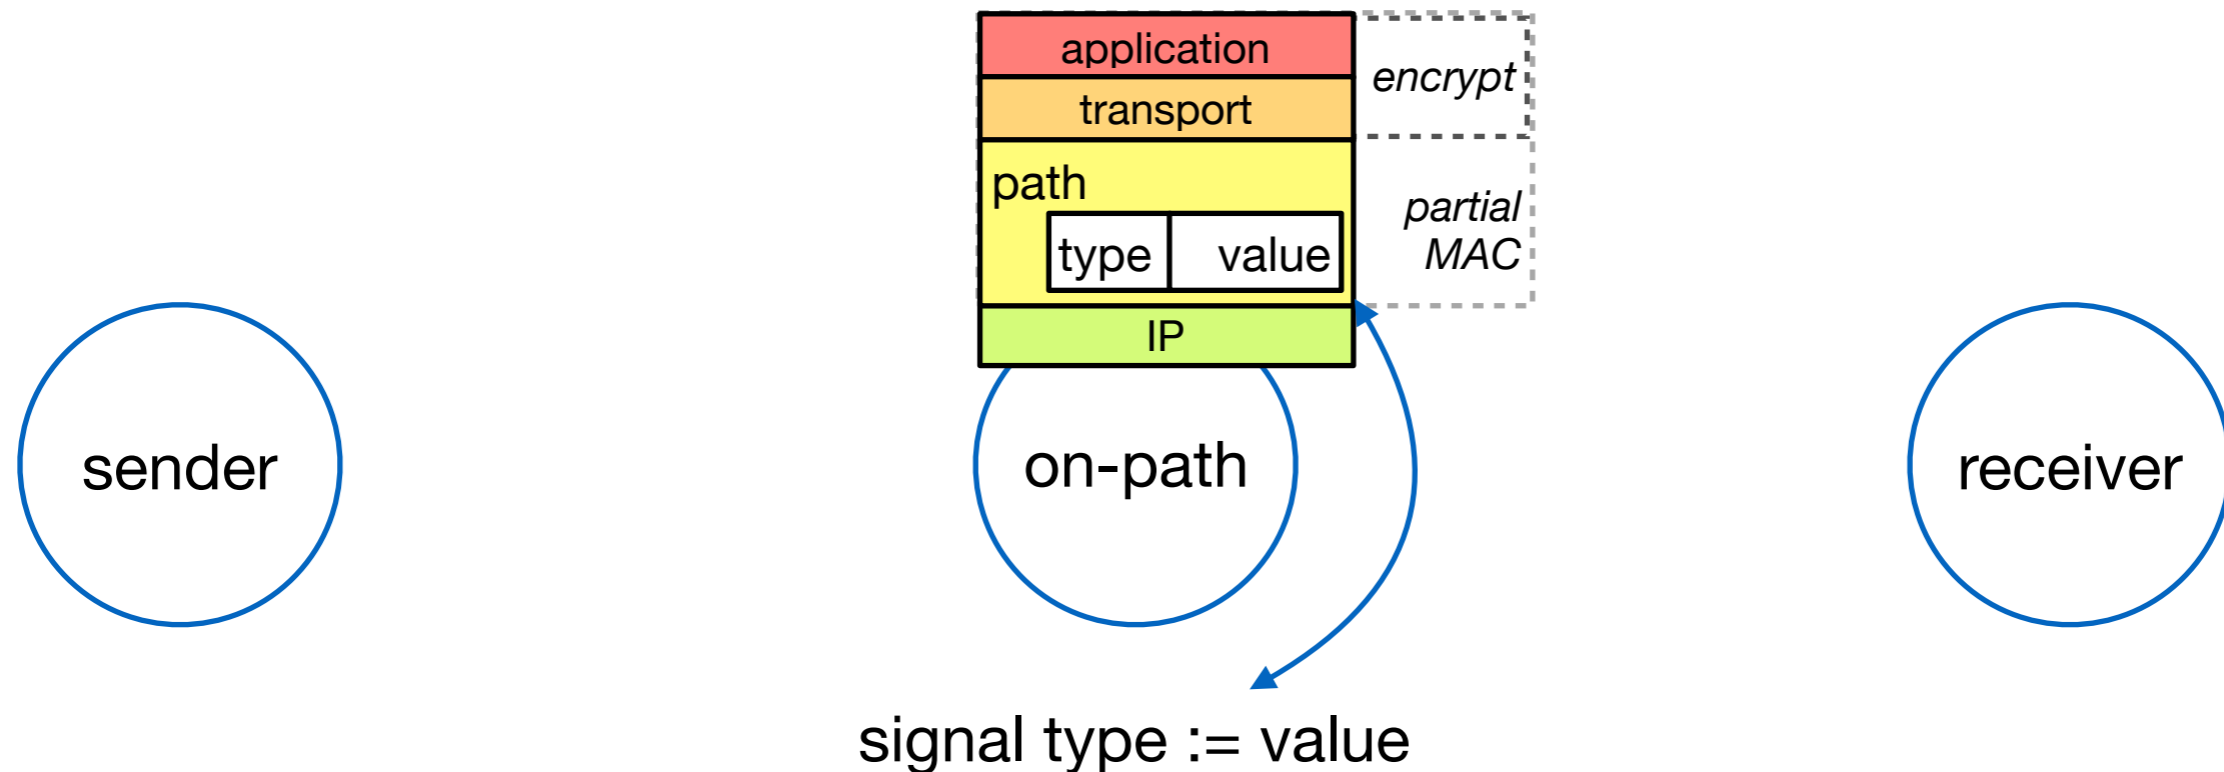 application
encrypt
transport
path
partial
MAC
type
value
IP
sender
on-path
receiver
signal type := value